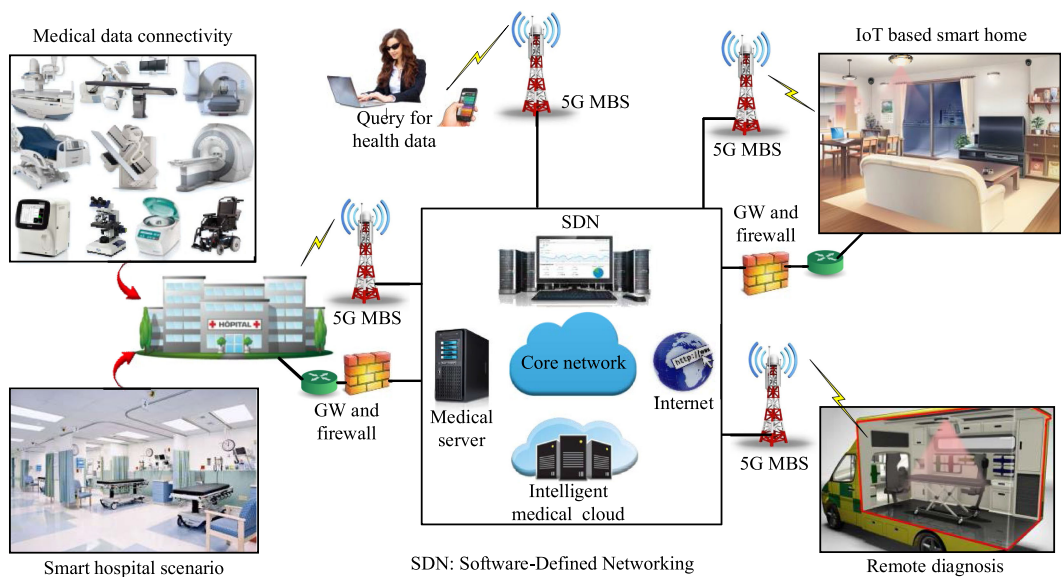 Medical data connectivity
IoT based smart home
5G MBS
Query for
health data
5G MBS
GW and
firewall
SDN
5G MBS
HÔPITAL
Core network
http://ww
GW and
firewall
Medical
server
Internet
5G MBS
Intelligent
medical cloud
Smart hospital scenario
SDN: Software-Defined Networking
Remote diagnosis